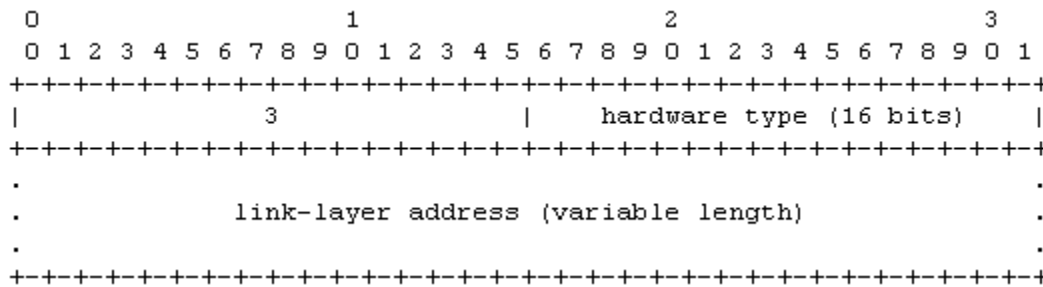 0                   1                   2                   3
 0 1 2 3 4 5 6 7 8 9 0 1 2 3 4 5 6 7 8 9 0 1 2 3 4 5 6 7 8 9 0 1
+-+-+-+-+-+-+-+-+-+-+-+-+-+-+-+-+-+-+-+-+-+-+-+-+-+-+-+-+-+-+-+-+
|               3               |    hardware type (16 bits)    |
+-+-+-+-+-+-+-+-+-+-+-+-+-+-+-+-+-+-+-+-+-+-+-+-+-+-+-+-+-+-+-+-+
.                                                               .
.             link-layer address (variable length)              .
.                                                               .
+-+-+-+-+-+-+-+-+-+-+-+-+-+-+-+-+-+-+-+-+-+-+-+-+-+-+-+-+-+-+-+-+